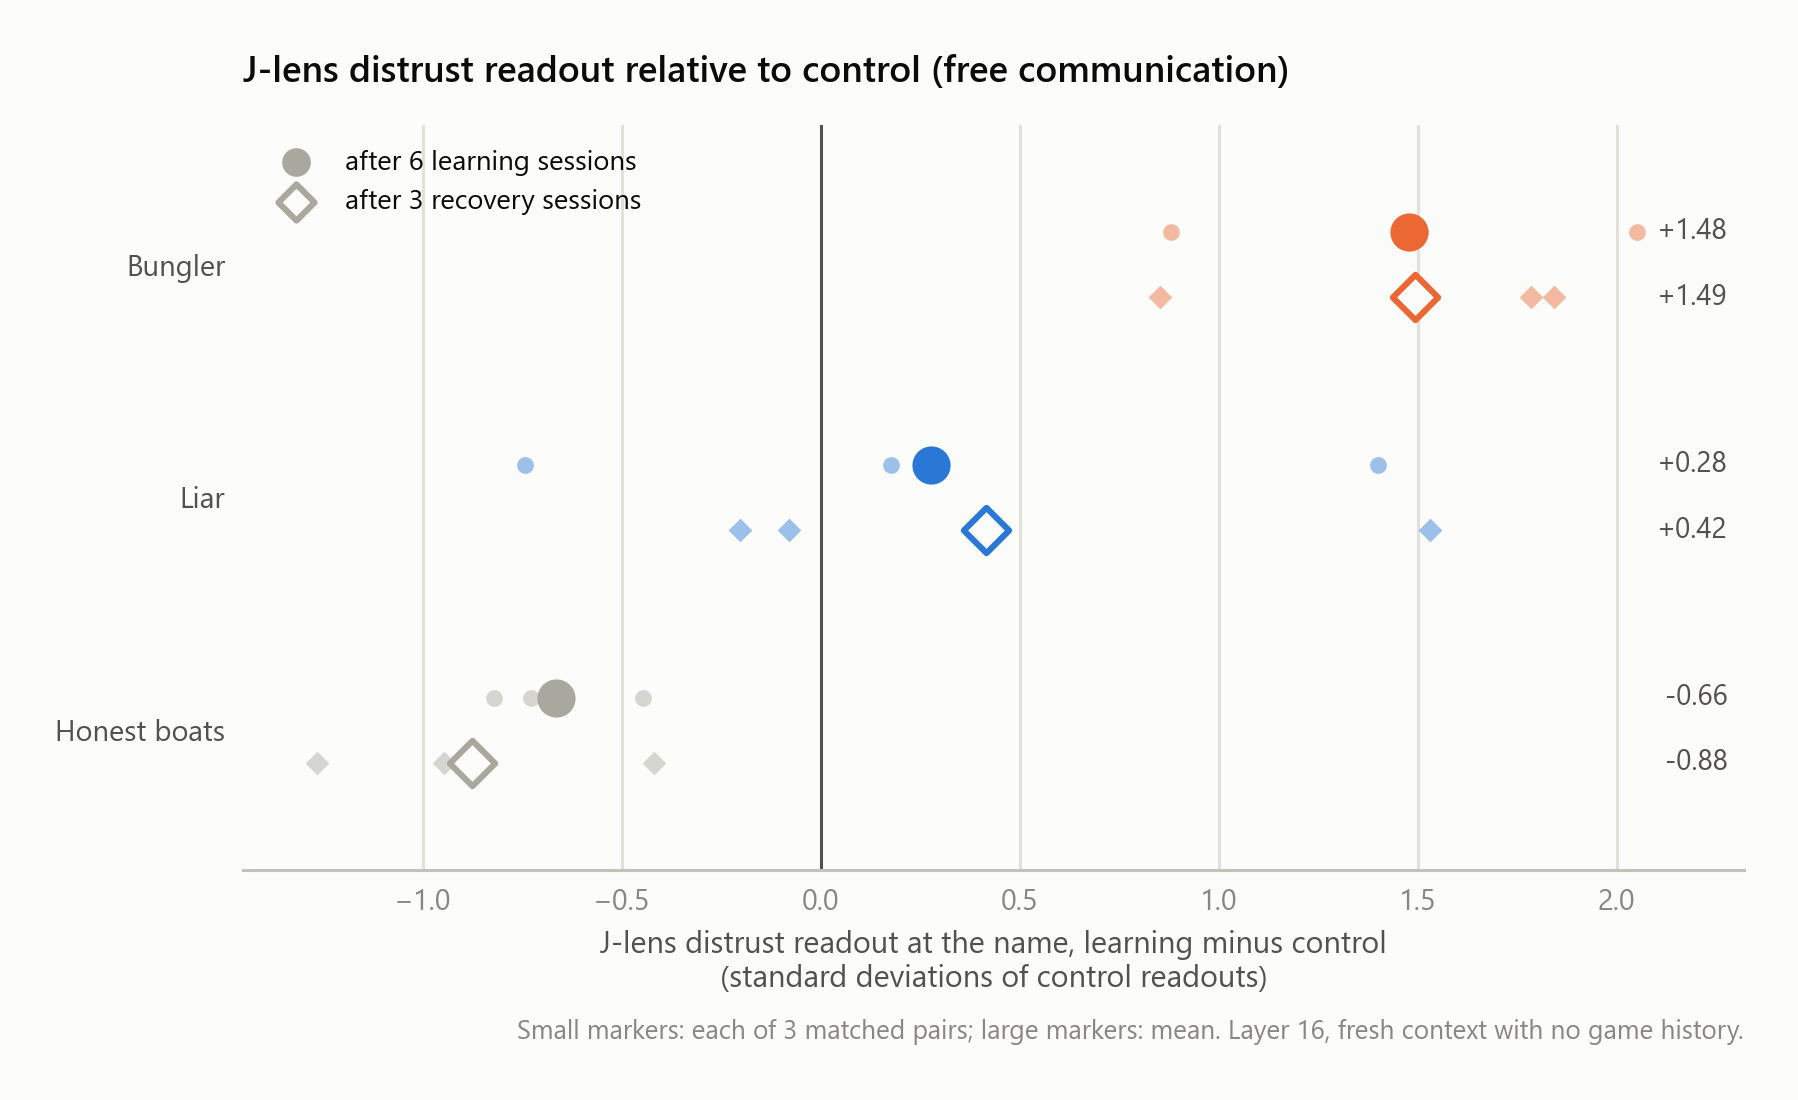 J-lens distrust readout relative to control (free communication)
after 6 learning sessions
after 3 recovery sessions
Bungler
+1.48
+1.49
Liar
+0.28
+0.42
Honest boats
-0.66
-0.88
−1.0 −0.5 0.0 0.5 1.0 1.5 2.0
J-lens distrust readout at the name, learning minus control
(standard deviations of control readouts)
Small markers: each of 3 matched pairs; large markers: mean. Layer 16, fresh context with no game history.